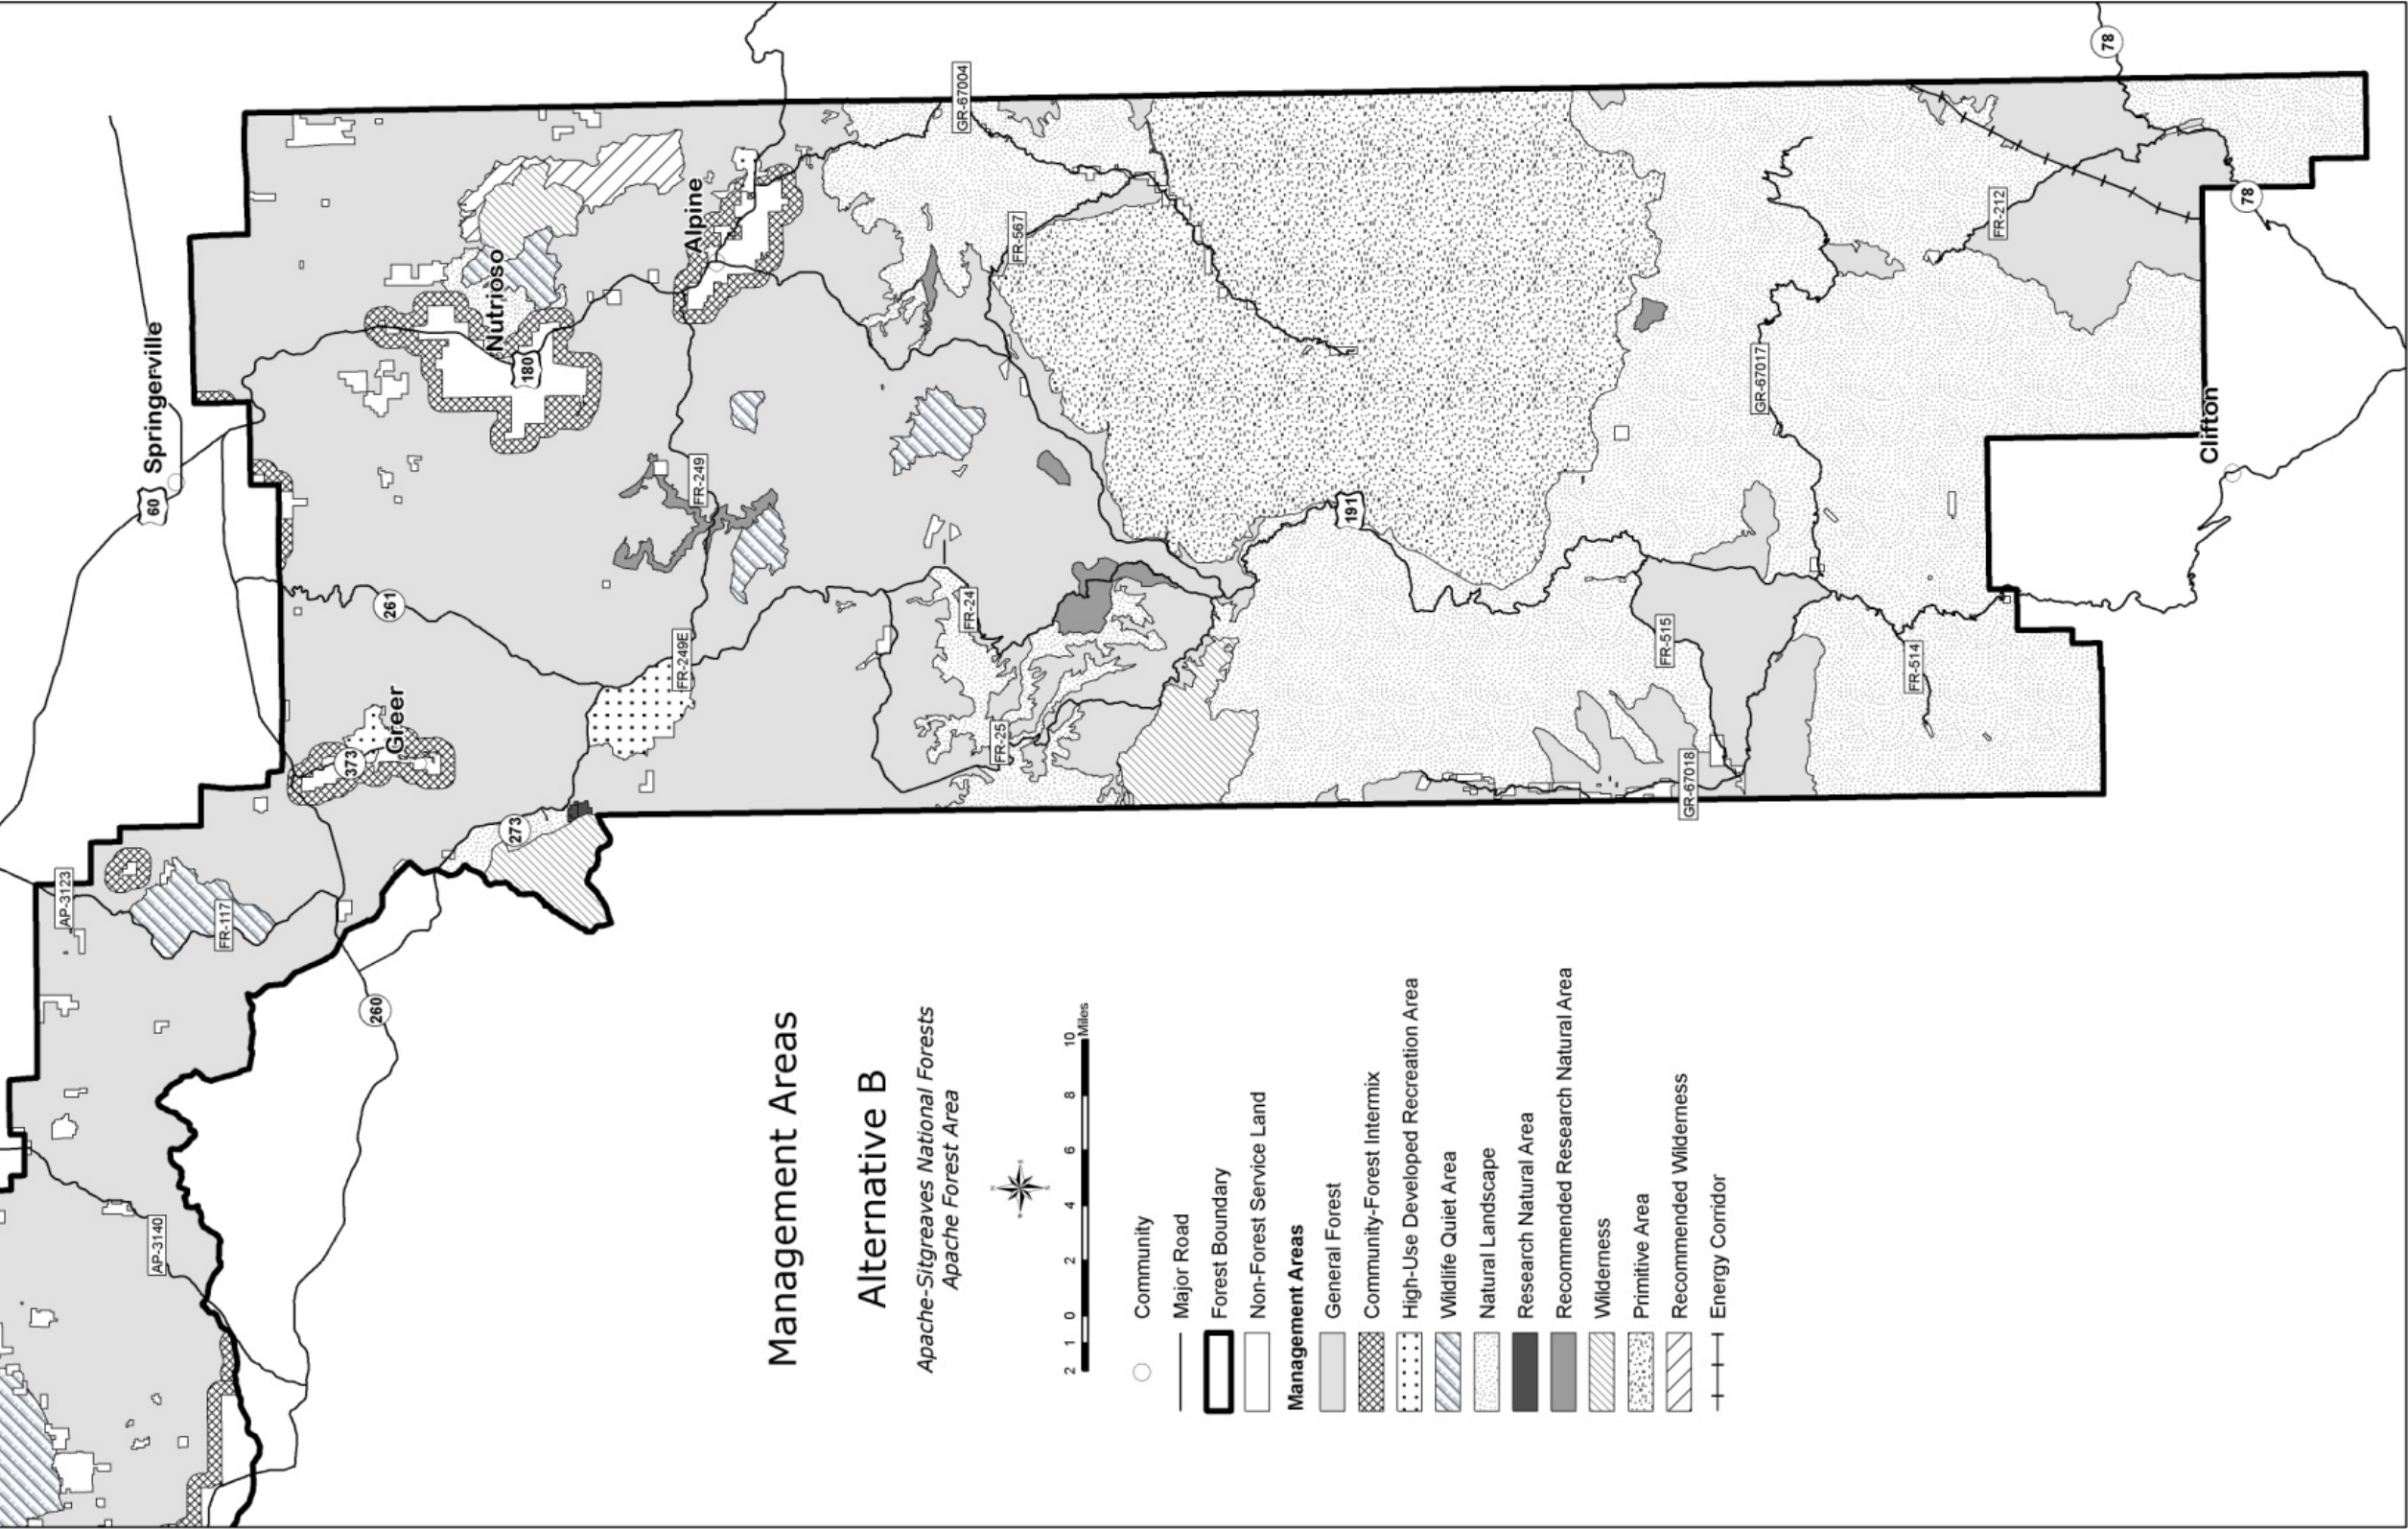 Management Areas
Alternative B
Apache-Sitgreaves National Forests
Apache Forest Area
2 1 0 2 4 6 8 10
Miles
Community
Major Road
Forest Boundary
Non-Forest Service Land
Management Areas
General Forest
Community-Forest Intermix
High-Use Developed Recreation Area
Wildlife Quiet Area
Natural Landscape
Research Natural Area
Recommended Research Natural Area
Wilderness
Primitive Area
Recommended Wilderness
Energy Corridor
AP-3140
AP-3123
FR-117
260
273
373
Greer
261
60
Springerville
180
Nutrioso
Alpine
FR-249
FR-249E
GR-67004
FR-567
FR-24
FR-25
191
FR-515
GR-67018
GR-67017
FR-514
FR-212
78
78
Clifton